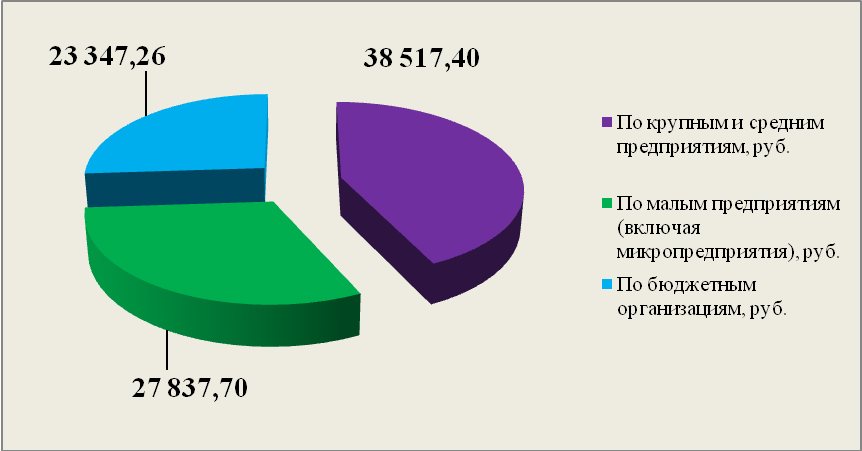 23 347,26
38 517,40
По крупным и средним
предприятиям, руб.
По малым предприятиям
(включая
микропредприятия), руб.
По бюджетным
организациям, руб.
27 837,70